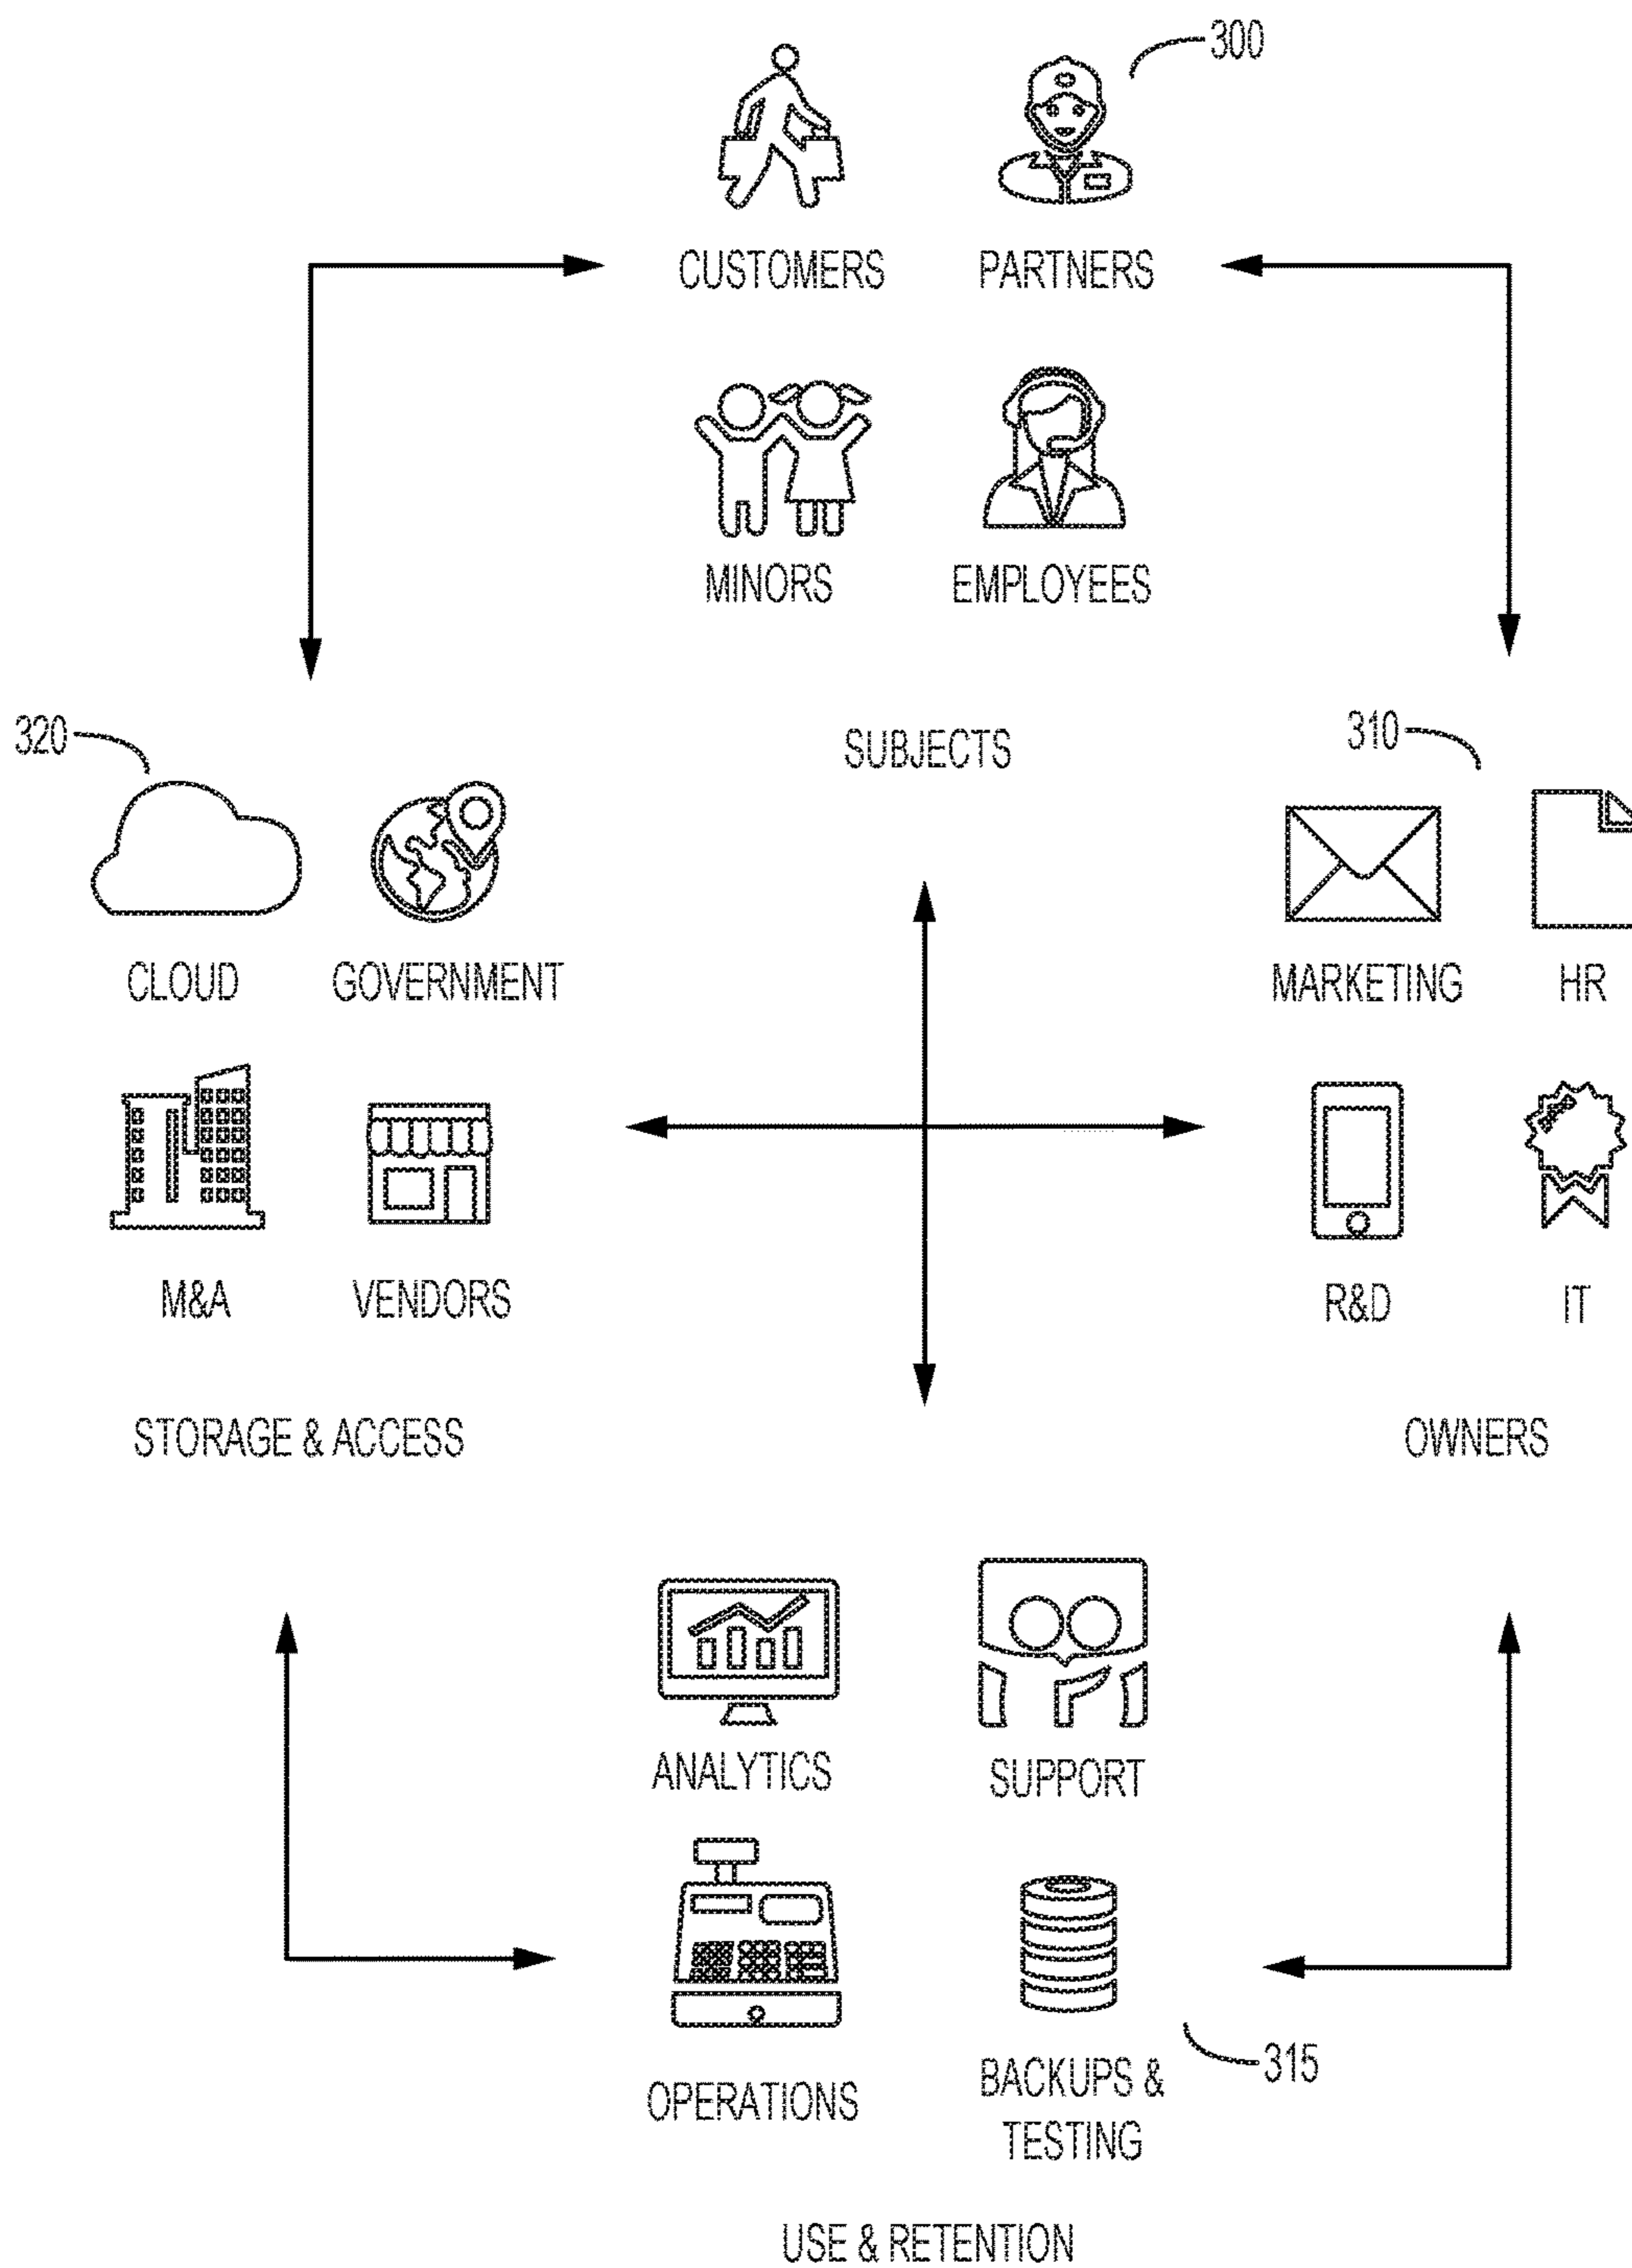 300
CUSTOMERS PARTNERS
MINORS EMPLOYEES
SUBJECTS
320
CLOUD GOVERNMENT
M&A VENDORS
STORAGE & ACCESS
310
MARKETING HR
R&D IT
OWNERS
ANALYTICS SUPPORT
OPERATIONS BACKUPS &
TESTING
315
USE & RETENTION